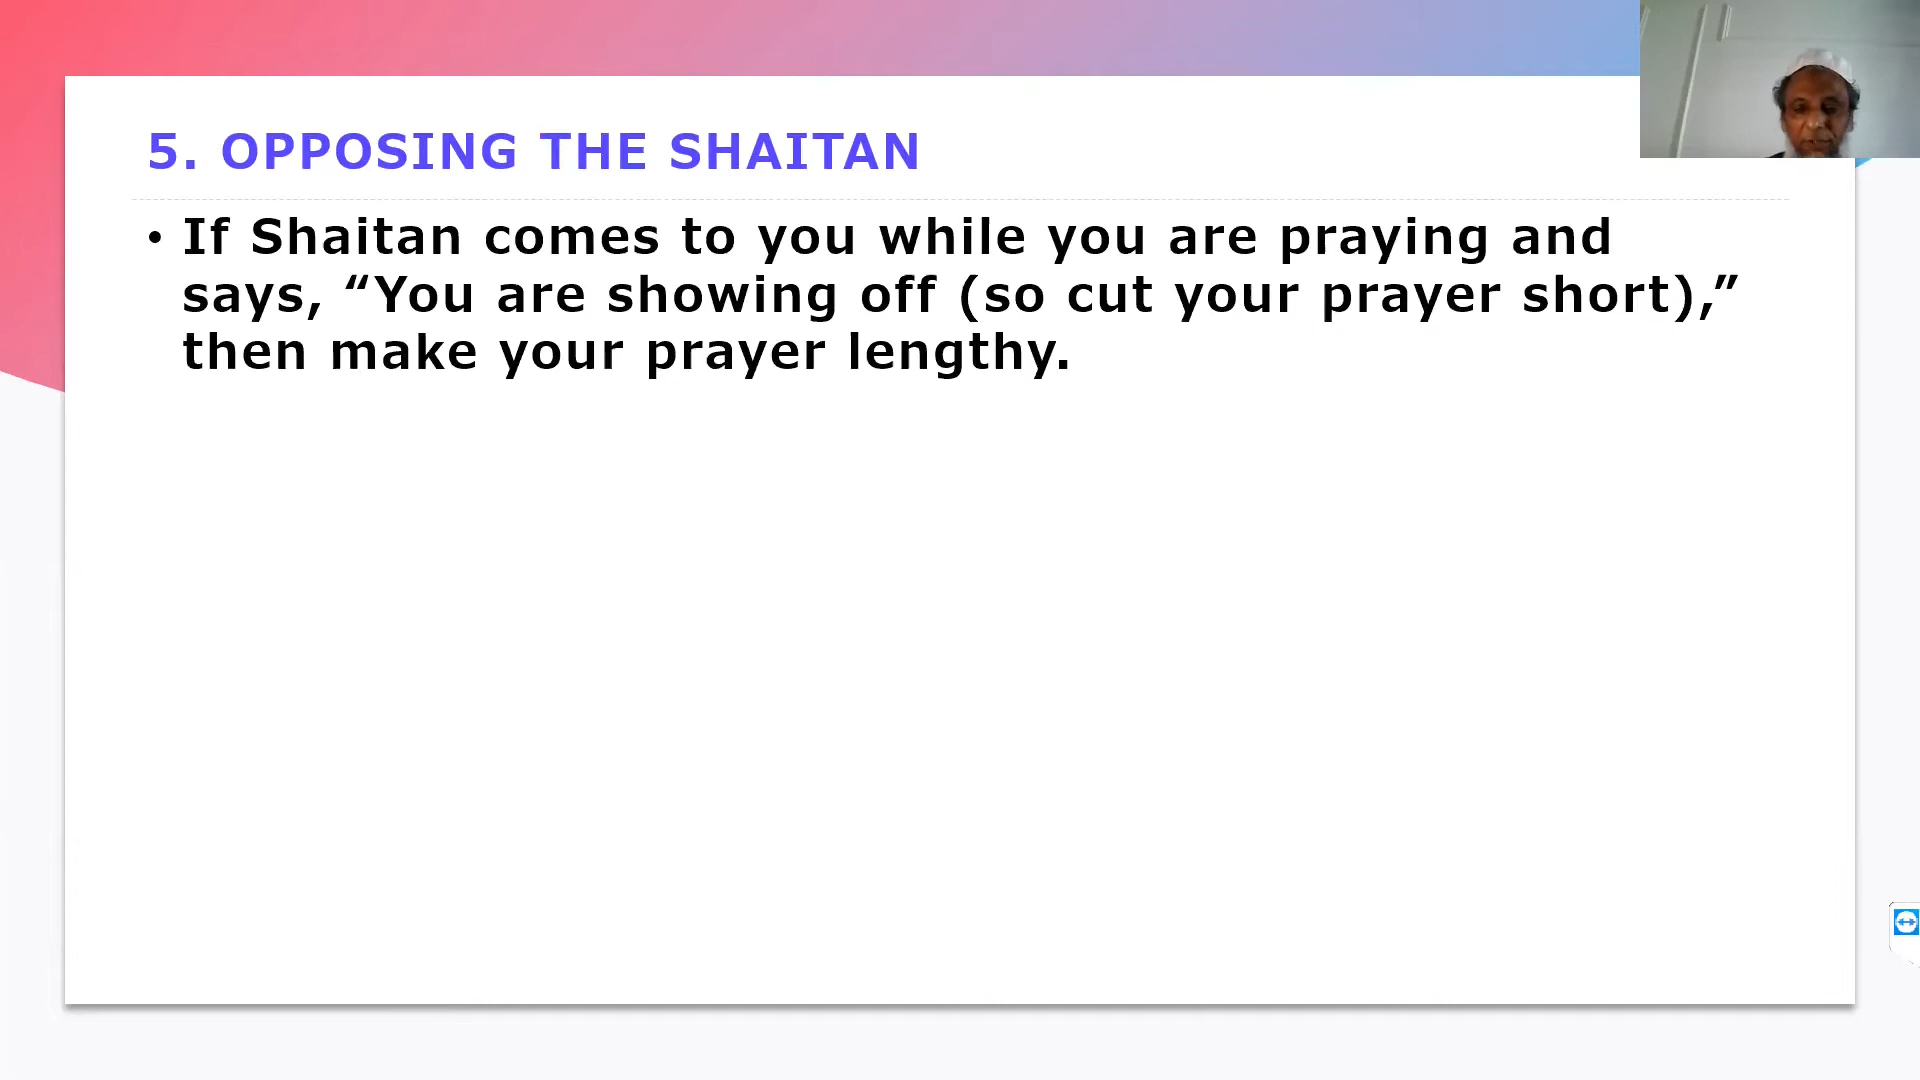 5. OPPOSING THE SHAITAN
• If Shaitan comes to you while you are praying and
says, “You are showing off (so cut your prayer short),”
then make your prayer lengthy.